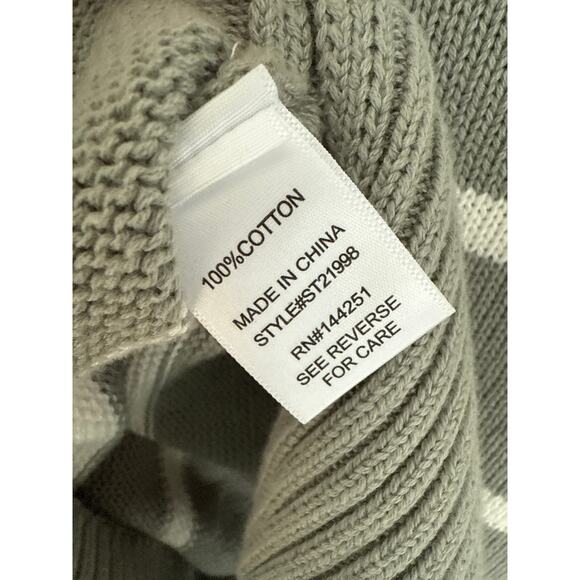 100%COTTON
MADE IN CHINA
STYLE#ST21998
RN#144251
SEE REVERSE
FOR CARE